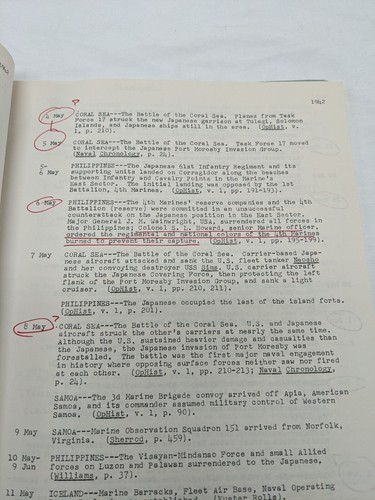 1942
4 May CORAL SEA---The Battle of the Coral Sea. Planes from Task
Force 17 struck the new Japanese garrison at Tulagi, Solomon
Islands, and Japanese ships still in the area. (OpHist, v.
1, p. 210).
5 May CORAL SEA---The Battle of the Coral Sea. Task Force 17 moved
to intercept the Japanese Port Moresby Invasion Group.
(Naval Chronology, p. 24).
5- PHILIPPINES---The Japanese 61st Infantry Regiment and its
6 May supporting units landed on Corregidor along the beaches
between Infantry and Cavalry Points in the Marine's
East Sector. The initial landing was opposed by the 1st
Battalion, 4th Marines. (OpHist, v. 1, pp. 191-193).
6 May PHILIPPINES---The 4th Marines' reserve companies and the 4th
Battalion (reserve) were committed in an unsuccessful
counterattack on the Japanese position in the East Sector.
Major General J. M. Wainwright, USA, surrendered all forces in
the Philippines; Colonel S. L. Howard, senior Marine officer,
ordered the regimental and national colors of the 4th Marines
burned to prevent their capture. (OpHist, v. 1, pp. 195-199).
7 May CORAL SEA---The Battle of the Coral Sea. Carrier-based Japa-
nese aircraft attacked and sank the U.S. fleet tanker Neosho
and her convoying destroyer USS Sims. U.S. carrier aircraft
struck the Japanese Covering Force, then protecting the left
flank of the Port Moresby Invasion Group, and sank a light
cruiser. (OpHist, v. 1, pp. 210, 211).
PHILIPPINES---The Japanese occupied the last of the island forts.
(OpHist, v. 1, p. 201).
8 May CORAL SEA---The Battle of the Coral Sea. U.S. and Japanese
aircraft struck the other's carriers at nearly the same time.
Although the U.S. sustained heavier damage and casualties than
the Japanese, the Japanese invasion of Port Moresby was
forestalled. The battle was the first major naval engagement
in history where opposing surface forces neither saw nor fired
at each other. (OpHist, v. 1, pp. 210-213; Naval Chronology,
p. 24).
SAMOA---The 3d Marine Brigade convoy arrived off Apia, American
Samoa, and its commander assumed military control of Western
Samoa. (OpHist, v. 1, p. 90).
9 May SAMOA---Marine Observation Squadron 151 arrived from Norfolk,
Virginia. (Sherrod, p. 459).
10 May- PHILIPPINES---The Visayan-Mindanao Force and small Allied
9 Jun forces on Luzon and Palawan surrendered to the Japanese.
(Williams, p. 37).
11 May ICELAND---Marine Barracks, Fleet Air Base, Naval Operating
established. (Muster Rolls).